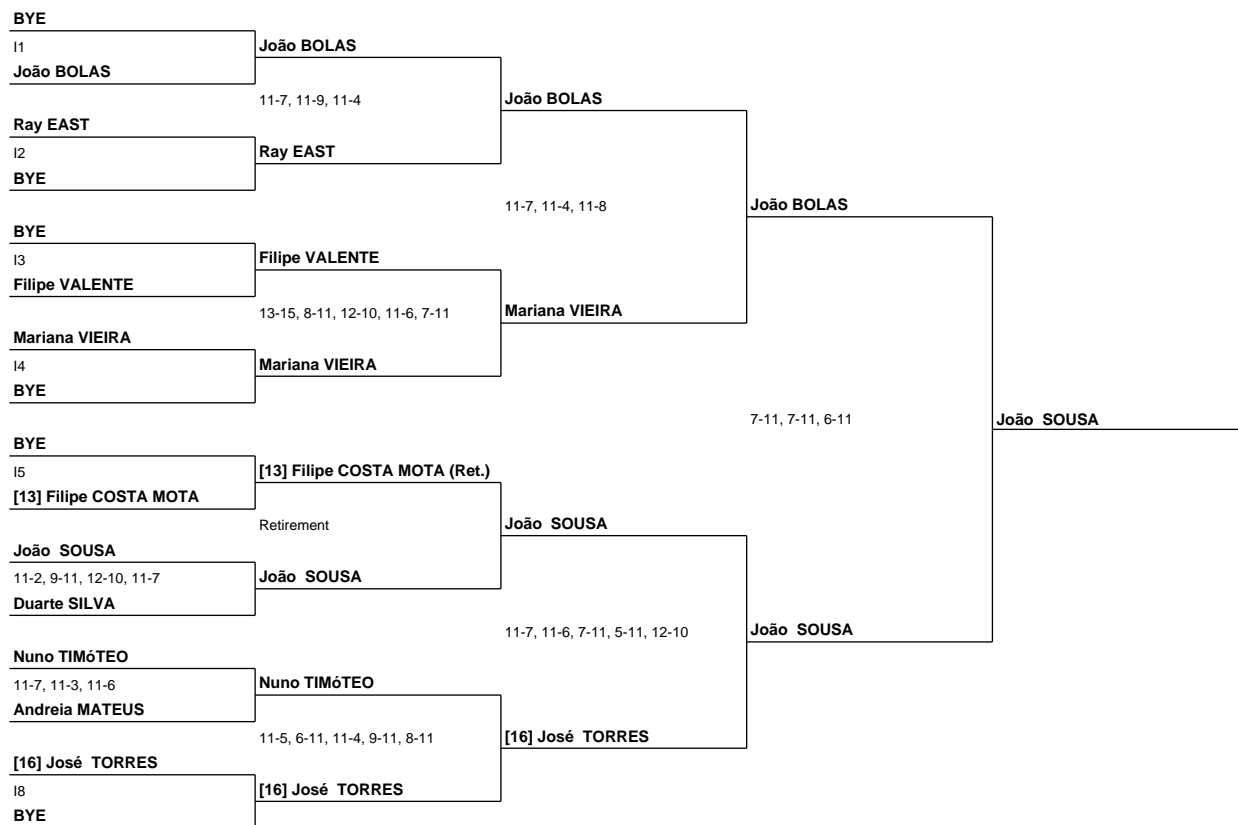 BYE
I1
João BOLAS
João BOLAS
11-7, 11-9, 11-4
João BOLAS
Ray EAST
I2
Ray EAST
BYE
11-7, 11-4, 11-8
João BOLAS
BYE
I3
Filipe VALENTE
Filipe VALENTE
13-15, 8-11, 12-10, 11-6, 7-11
Mariana VIEIRA
Mariana VIEIRA
I4
Mariana VIEIRA
BYE
7-11, 7-11, 6-11
João  SOUSA
BYE
I5
[13] Filipe COSTA MOTA (Ret.)
[13] Filipe COSTA MOTA
Retirement
João  SOUSA
João  SOUSA
11-2, 9-11, 12-10, 11-7
João  SOUSA
Duarte SILVA
11-7, 11-6, 7-11, 5-11, 12-10
João  SOUSA
Nuno TIMóTEO
11-7, 11-3, 11-6
Nuno TIMóTEO
Andreia MATEUS
11-5, 6-11, 11-4, 9-11, 8-11
[16] José  TORRES
[16] José  TORRES
I8
[16] José  TORRES
BYE